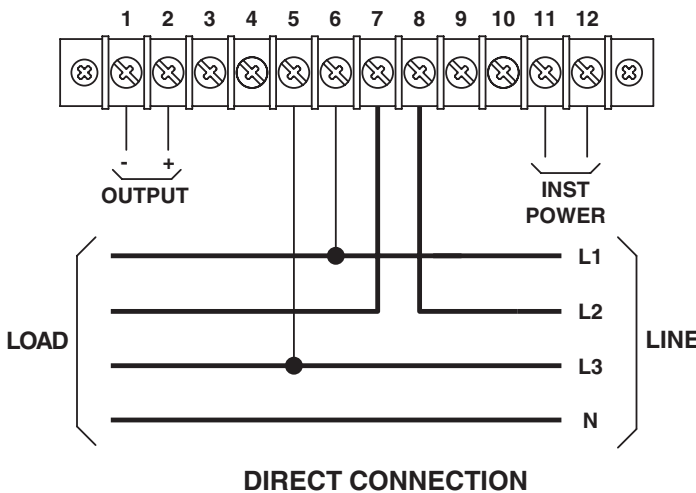 1 2 3 4 5 6 7 8 9 10 11 12
- +
OUTPUT
INST
POWER
L1
L2
LOAD
LINE
L3
N
DIRECT CONNECTION